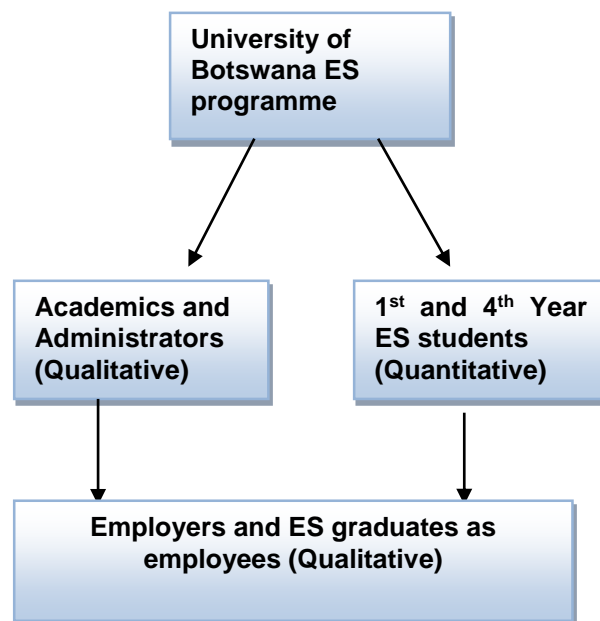 University of
Botswana ES
programme
Academics and
Administrators
(Qualitative)
1st and 4th Year
ES students
(Quantitative)
Employers and ES graduates as
employees (Qualitative)